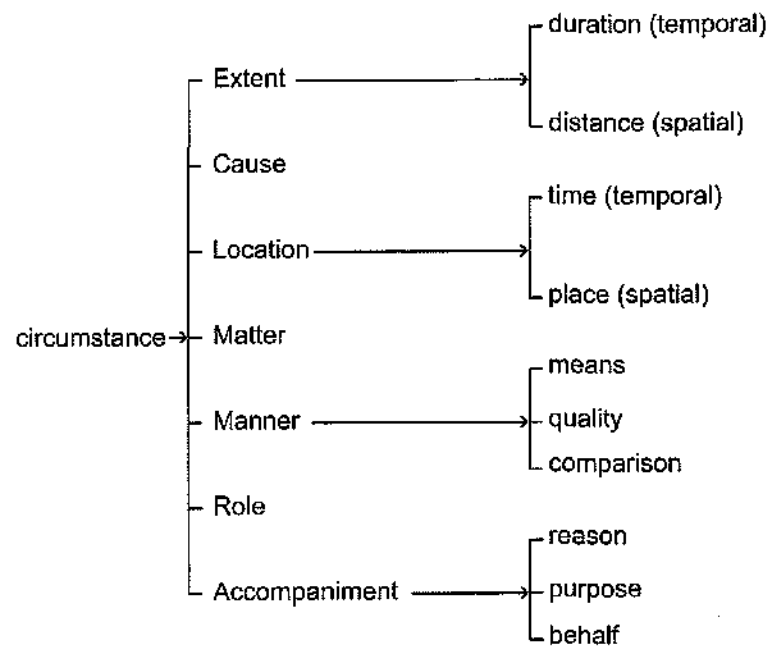 duration (temporal)
Extent
distance (spatial)
Cause
time (temporal)
Location
place (spatial)
circumstance
Matter
means
Manner
quality
comparison
Role
reason
Accompaniment
purpose
behalf